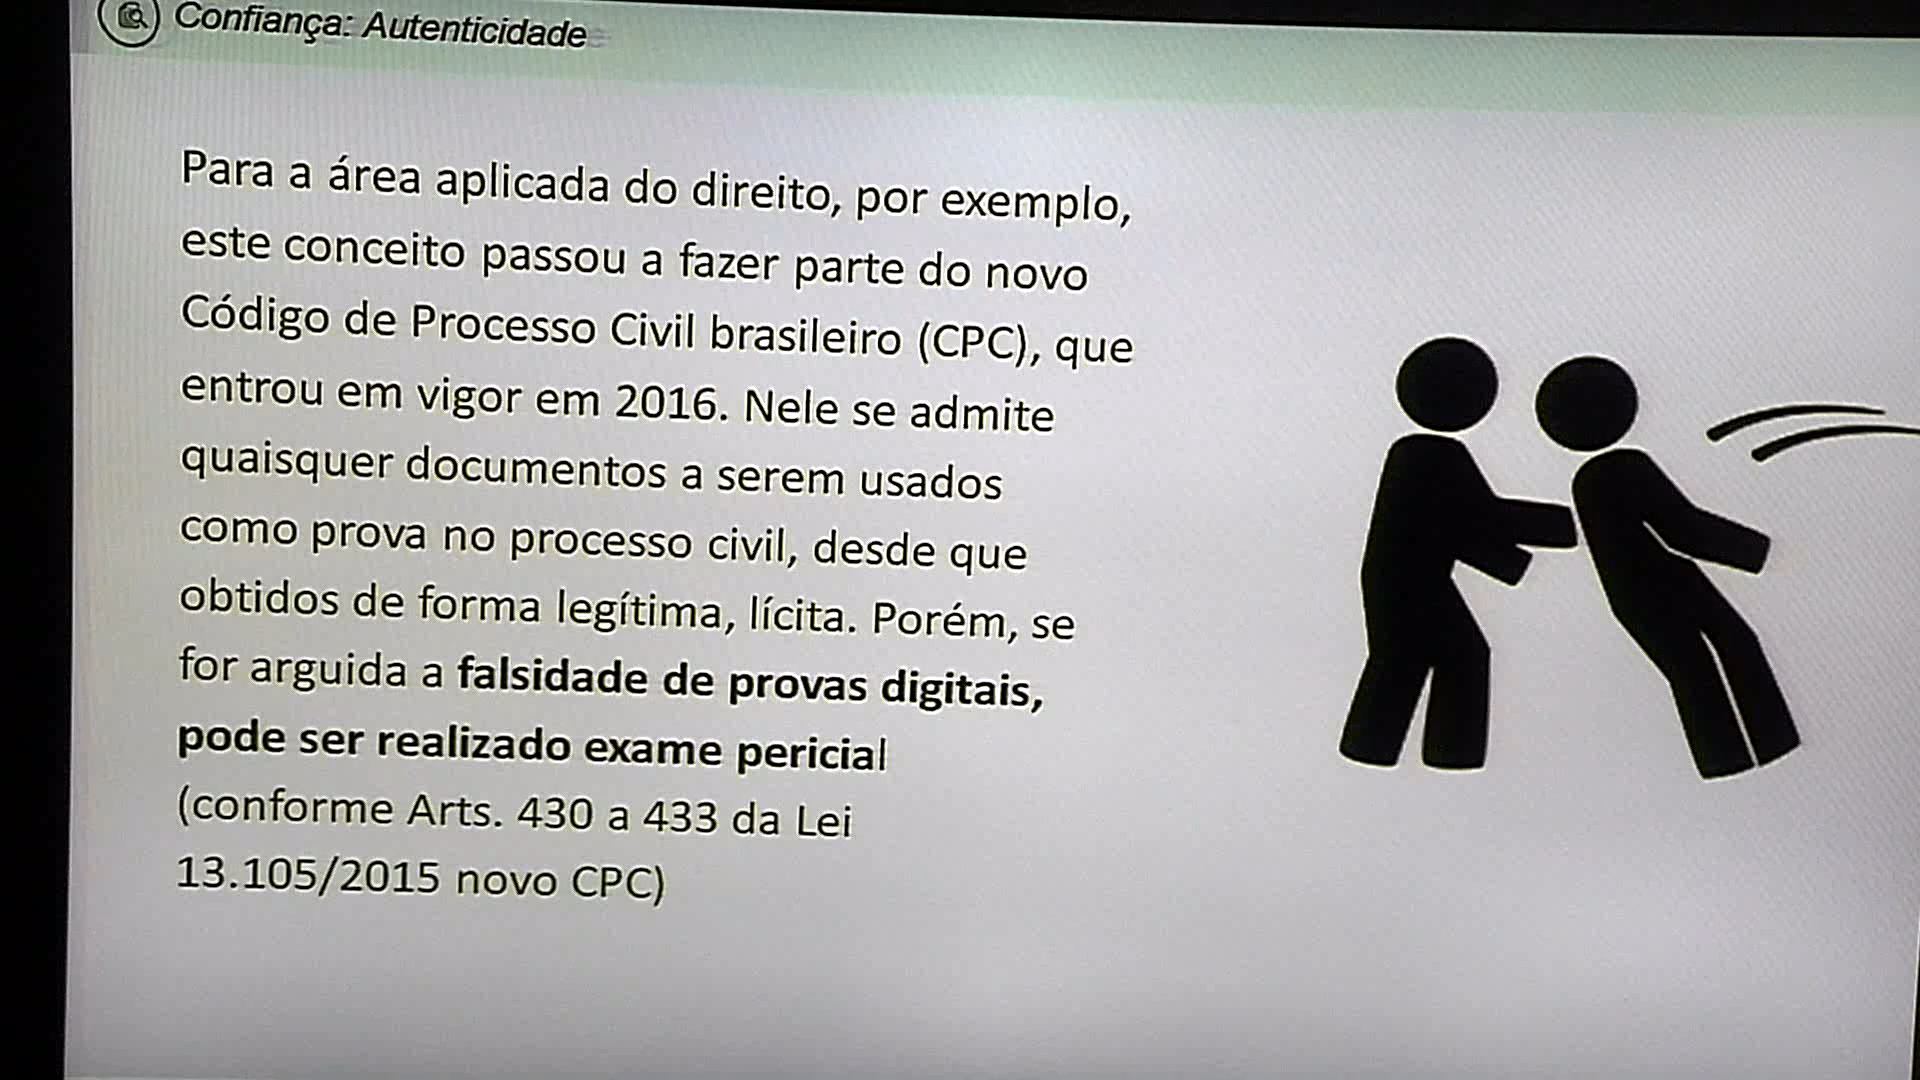 Confiança: Autenticidade
Para a área aplicada do direito, por exemplo,
este conceito passou a fazer parte do novo
Código de Processo Civil brasileiro (CPC), que
entrou em vigor em 2016. Nele se admite
quaisquer documentos a serem usados
como prova no processo civil, desde que
obtidos de forma legítima, lícita. Porém, se
for arguida a falsidade de provas digitais,
pode ser realizado exame pericial
(conforme Arts. 430 a 433 da Lei
13.105/2015 novo CPC)